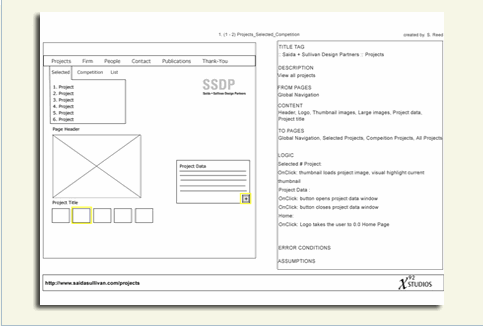 1. (1 - 2) Projects_Selected_Competition
created by S. Reed
Projects Firm People Contact Publications Thank-You
Selected Competition List
1. Project
2. Project
3. Project
4. Project
5. Project
6. Project
SSDP
Saida + Sullivan Design Partners
Page Header
Project Data
Project Title
TITLE TAG
:: Saida + Sullivan Design Partners :: Projects
DESCRIPTION
View all projects
FROM PAGES
Global Navigation
CONTENT
Header, Logo, Thumbnail images, Large images, Project data,
Project title
TO PAGES
Global Navigation, Selected Projects, Compeition Projects, All Projects
LOGIC
Selected # Project
OnClick: thumbnail loads project image, visual highlight current
thumbnail
Project Data :
OnClick: button opens project data window
OnClick: button closes project data window
Home:
OnClick: Logo takes the user to 0.0 Home Page
ERROR CONDITIONS
ASSUMPTIONS
http://www.saidasullivan.com/projects
X92 STUDIOS